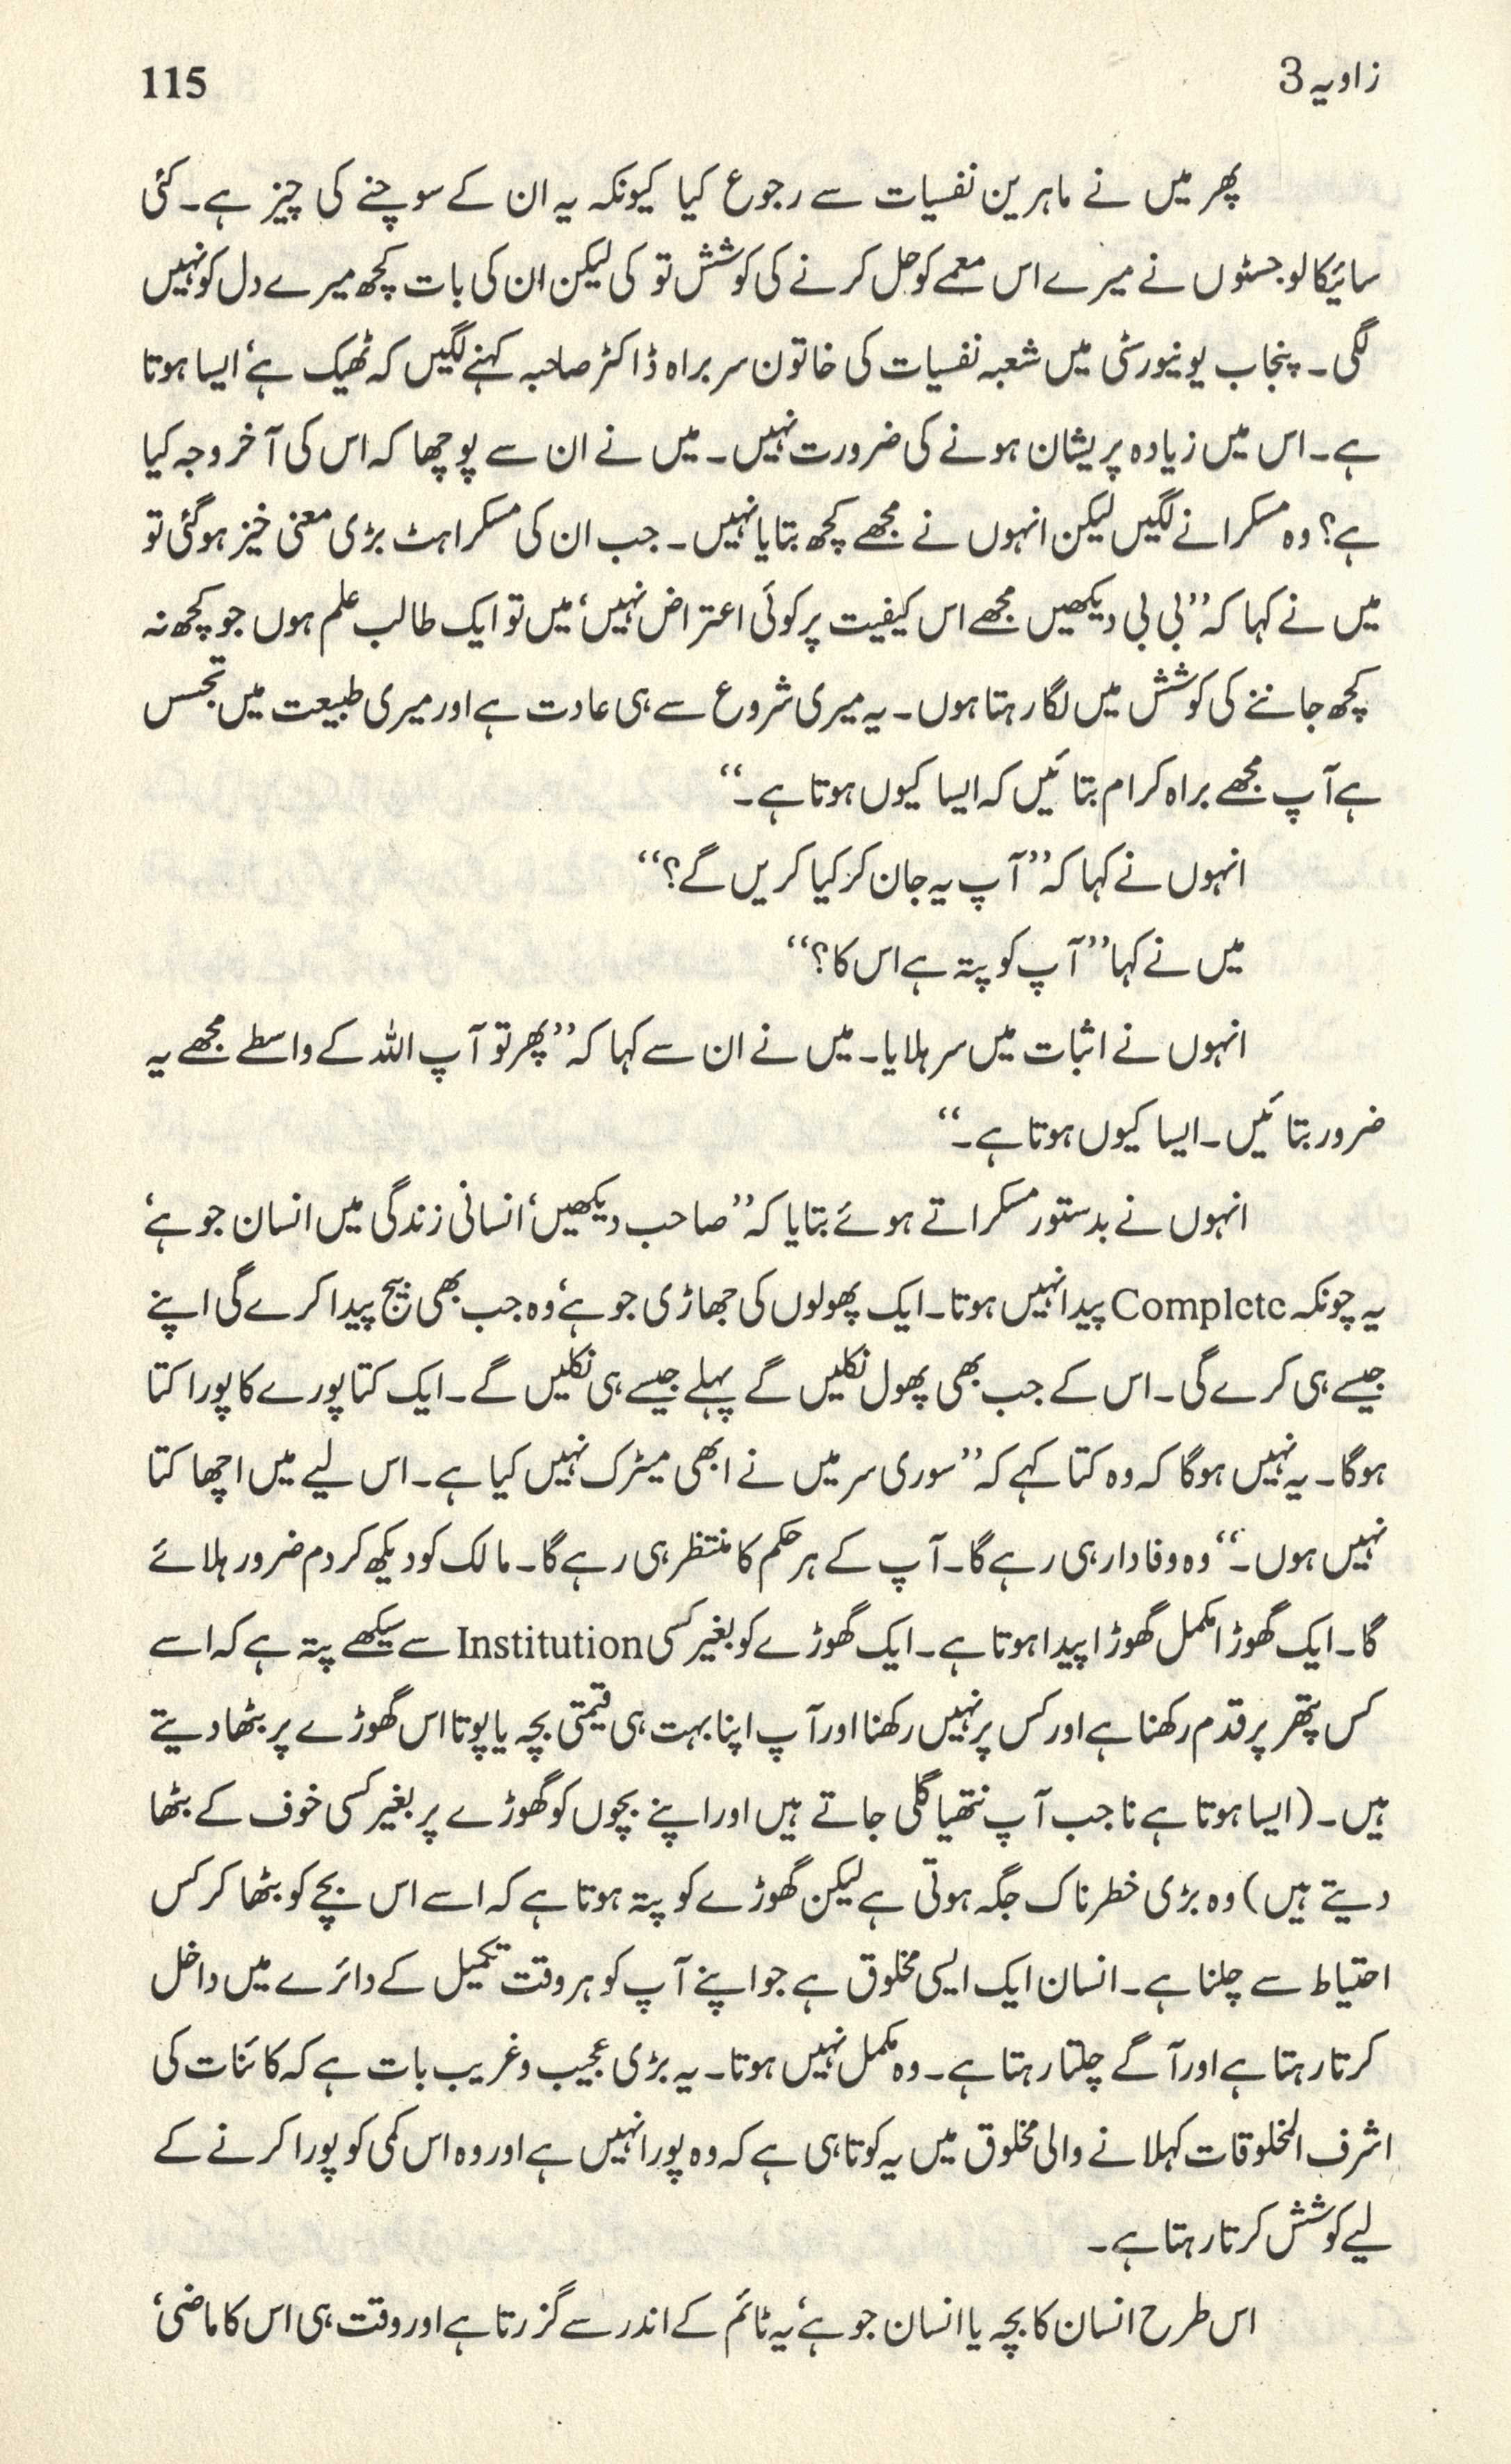 زاویہ 3
115
پھر میں نے ماہرین نفسیات سے رجوع کیا کیونکہ یہ ان کے سوچنے کی چیز ہے۔ کئی
سائیکالوجسٹوں نے میرے اس معمے کو حل کرنے کی کوشش تو کی لیکن ان کی بات کچھ میرے دل کو نہیں
لگی۔ پنجاب یونیورسٹی میں شعبہ نفسیات کی خاتون سربراہ ڈاکٹر صاحبہ کہنے لگیں کہ ٹھیک ہے‘ ایسا ہوتا
ہے۔ اس میں زیادہ پریشان ہونے کی ضرورت نہیں۔ میں نے ان سے پوچھا کہ اس کی آخر وجہ کیا
ہے؟ وہ مسکرانے لگیں لیکن انہوں نے مجھے کچھ بتایا نہیں۔ جب ان کی مسکراہٹ بڑی معنی خیز ہو گئی تو
میں نے کہا کہ ’’بی بی دیکھیں مجھے اس کیفیت پر کوئی اعتراض نہیں‘ میں تو ایک طالب علم ہوں جو کچھ نہ
کچھ جاننے کی کوشش میں لگا رہتا ہوں۔ یہ میری شروع سے ہی عادت ہے اور میری طبیعت میں تجسس
ہے آپ مجھے براہ کرام بتائیں کہ ایسا کیوں ہوتا ہے۔‘‘
انہوں نے کہا کہ ’’آپ یہ جان کر کیا کریں گے؟‘‘
میں نے کہا ’’آپ کو پتہ ہے اس کا؟‘‘
انہوں نے اثبات میں سر ہلایا۔ میں نے ان سے کہا کہ ’’پھر تو آپ اللہ کے واسطے مجھے یہ
ضرور بتائیں۔ ایسا کیوں ہوتا ہے۔‘‘
انہوں نے بدستور مسکراتے ہوئے بتایا کہ ’’صاحب دیکھیں‘ انسانی زندگی میں انسان جو ہے‘
یہ چونکہ Complete پیدا نہیں ہوتا۔ ایک پھولوں کی جھاڑی جو ہے‘ وہ جب بھی بیج پیدا کرے گی اپنے
جیسے ہی کرے گی۔ اس کے جب بھی پھول نکلیں گے پہلے جیسے ہی نکلیں گے۔ ایک کتا پورے کا پورا کتا
ہوگا۔ یہ نہیں ہوگا کہ وہ کتا کہے کہ ’’سوری سر میں نے ابھی میٹرک نہیں کیا ہے۔ اس لیے میں اچھا کتا
نہیں ہوں۔‘‘ وہ وفادار ہی رہے گا۔ آپ کے ہر حکم کا منتظر ہی رہے گا۔ مالک کو دیکھ کر دم ضرور ہلائے
گا۔ ایک گھوڑا مکمل گھوڑا پیدا ہوتا ہے۔ ایک گھوڑے کو بغیر کسی Institution سے سیکھے پتہ ہے کہ اسے
کس پتھر پر قدم رکھنا ہے اور کس پر نہیں رکھنا اور آپ اپنا بہت ہی قیمتی بچہ یا پوتا اس گھوڑے پر بٹھا دیتے
ہیں۔ (ایسا ہوتا ہے نا جب آپ نتھیا گلی جاتے ہیں اور اپنے بچوں کو گھوڑے پر بغیر کسی خوف کے بٹھا
دیتے ہیں) وہ بڑی خطرناک جگہ ہوتی ہے لیکن گھوڑے کو پتہ ہوتا ہے کہ اسے اس بچے کو بٹھا کر کس
احتیاط سے چلنا ہے۔ انسان ایک ایسی مخلوق ہے جو اپنے آپ کو ہر وقت تکمیل کے دائرے میں داخل
کرتا رہتا ہے اور آگے چلتا رہتا ہے۔ وہ مکمل نہیں ہوتا۔ یہ بڑی عجیب و غریب بات ہے کہ کائنات کی
اشرف المخلوقات کہلانے والی مخلوق میں یہ کوتاہی ہے کہ وہ پورا نہیں ہے اور وہ اس کمی کو پورا کرنے کے
لیے کوشش کرتا رہتا ہے۔
اس طرح انسان کا بچہ یا انسان جو ہے‘ یہ ٹائم کے اندر سے گزرتا ہے اور وقت ہی اس کا ماضی‘